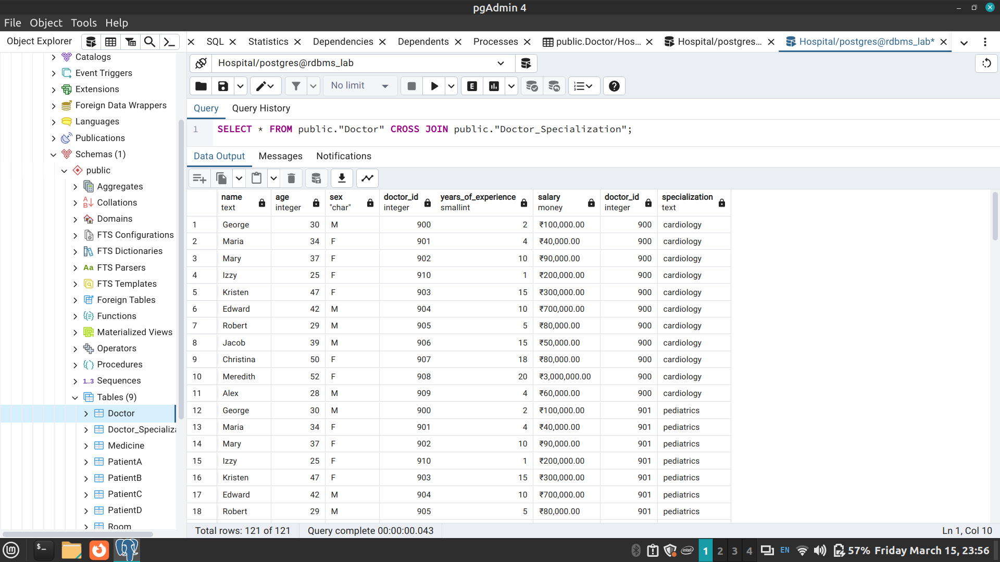 pgAdmin 4
File Object Tools Help
Object Explorer
SQL Statistics Dependencies Dependents Processes public.Doctor/Hos... Hospital/postgres... Hospital/postgres@rdbms_lab*
Hospital/postgres@rdbms_lab
No limit
E
Query Query History
1 SELECT * FROM public."Doctor" CROSS JOIN public."Doctor_Specialization";
Data Output Messages Notifications
Catalogs
Event Triggers
Extensions
Foreign Data Wrappers
Languages
Publications
Schemas (1)
public
Aggregates
Collations
Domains
FTS Configurations
FTS Dictionaries
Aa FTS Parsers
FTS Templates
Foreign Tables
Functions
Materialized Views
Operators
Procedures
1..3 Sequences
Tables (9)
Doctor
Doctor_Specializa
Medicine
PatientA
PatientB
PatientC
PatientD
Room
name age sex doctor_id years_of_experience salary doctor_id specialization
text integer "char" integer smallint money integer text
1 George 30 M 900 2 ₹100,000.00 900 cardiology
2 Maria 34 F 901 4 ₹40,000.00 900 cardiology
3 Mary 37 F 902 10 ₹90,000.00 900 cardiology
4 Izzy 25 F 910 1 ₹200,000.00 900 cardiology
5 Kristen 47 F 903 15 ₹300,000.00 900 cardiology
6 Edward 42 M 904 10 ₹700,000.00 900 cardiology
7 Robert 29 M 905 5 ₹80,000.00 900 cardiology
8 Jacob 39 M 906 15 ₹50,000.00 900 cardiology
9 Christina 50 F 907 18 ₹80,000.00 900 cardiology
10 Meredith 52 F 908 20 ₹3,000,000.00 900 cardiology
11 Alex 28 M 909 4 ₹60,000.00 900 cardiology
12 George 30 M 900 2 ₹100,000.00 901 pediatrics
13 Maria 34 F 901 4 ₹40,000.00 901 pediatrics
14 Mary 37 F 902 10 ₹90,000.00 901 pediatrics
15 Izzy 25 F 910 1 ₹200,000.00 901 pediatrics
16 Kristen 47 F 903 15 ₹300,000.00 901 pediatrics
17 Edward 42 M 904 10 ₹700,000.00 901 pediatrics
18 Robert 29 M 905 5 ₹80,000.00 901 pediatrics
Total rows: 121 of 121 Query complete 00:00:00.043 Ln 1, Col 10
intel 1 2 3 4 EN 57% Friday March 15, 23:56